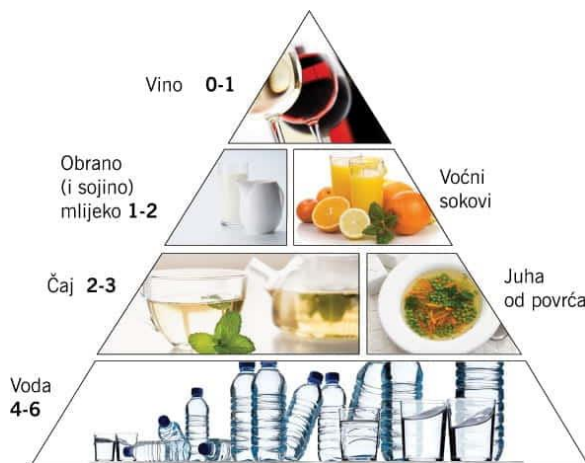 Vino 0-1
Obrano
(i sojino)
mlijeko 1-2
Voćni
sokovi
Čaj 2-3
Juha
od povrća
Voda
4-6